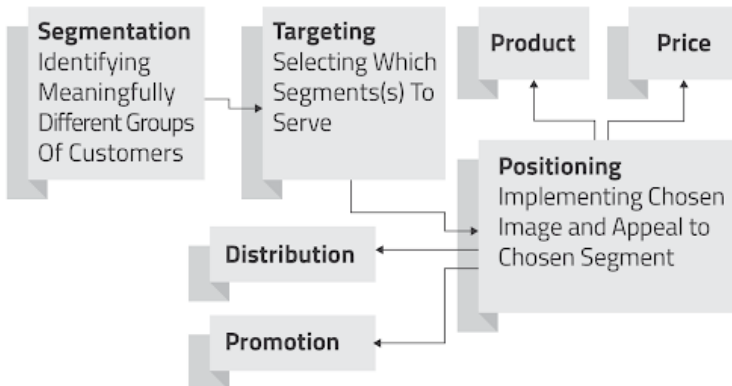 Segmentation
Identifying
Meaningfully
Different Groups
Of Customers
Targeting
Selecting Which
Segments(s) To
Serve
Product
Price
Positioning
Implementing Chosen
Image and Appeal to
Chosen Segment
Distribution
Promotion